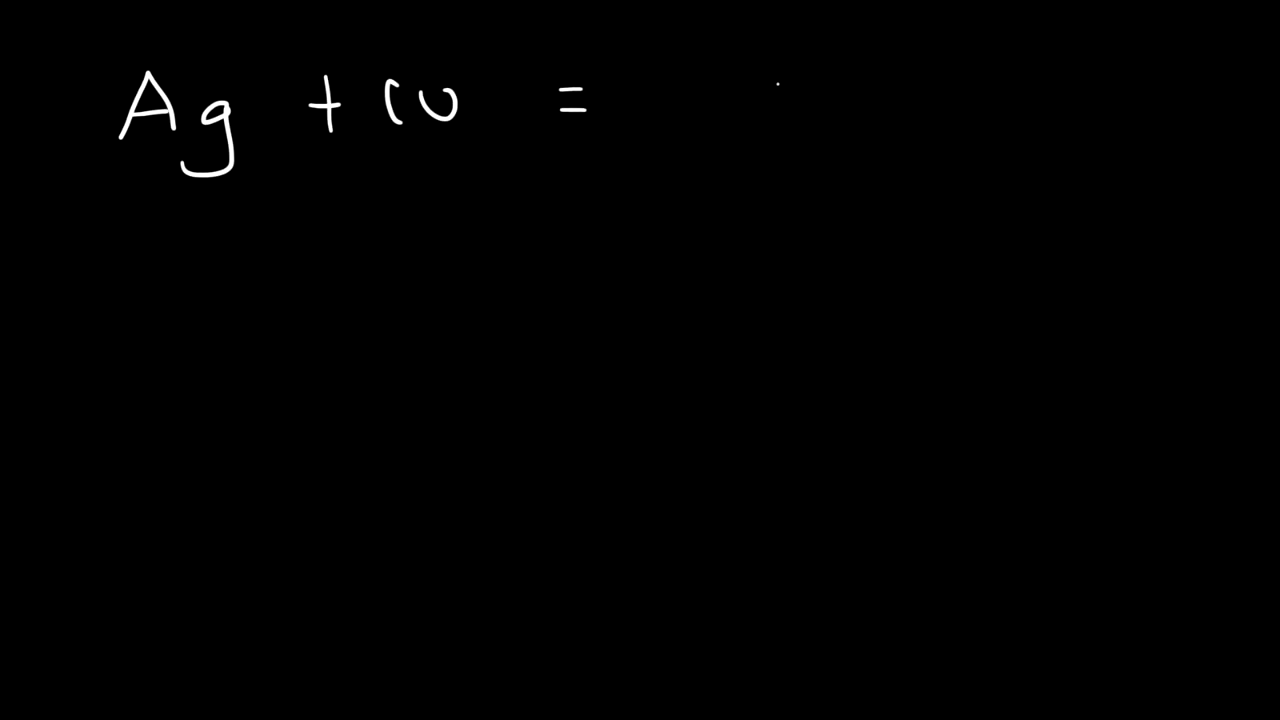 Ag + Cu =